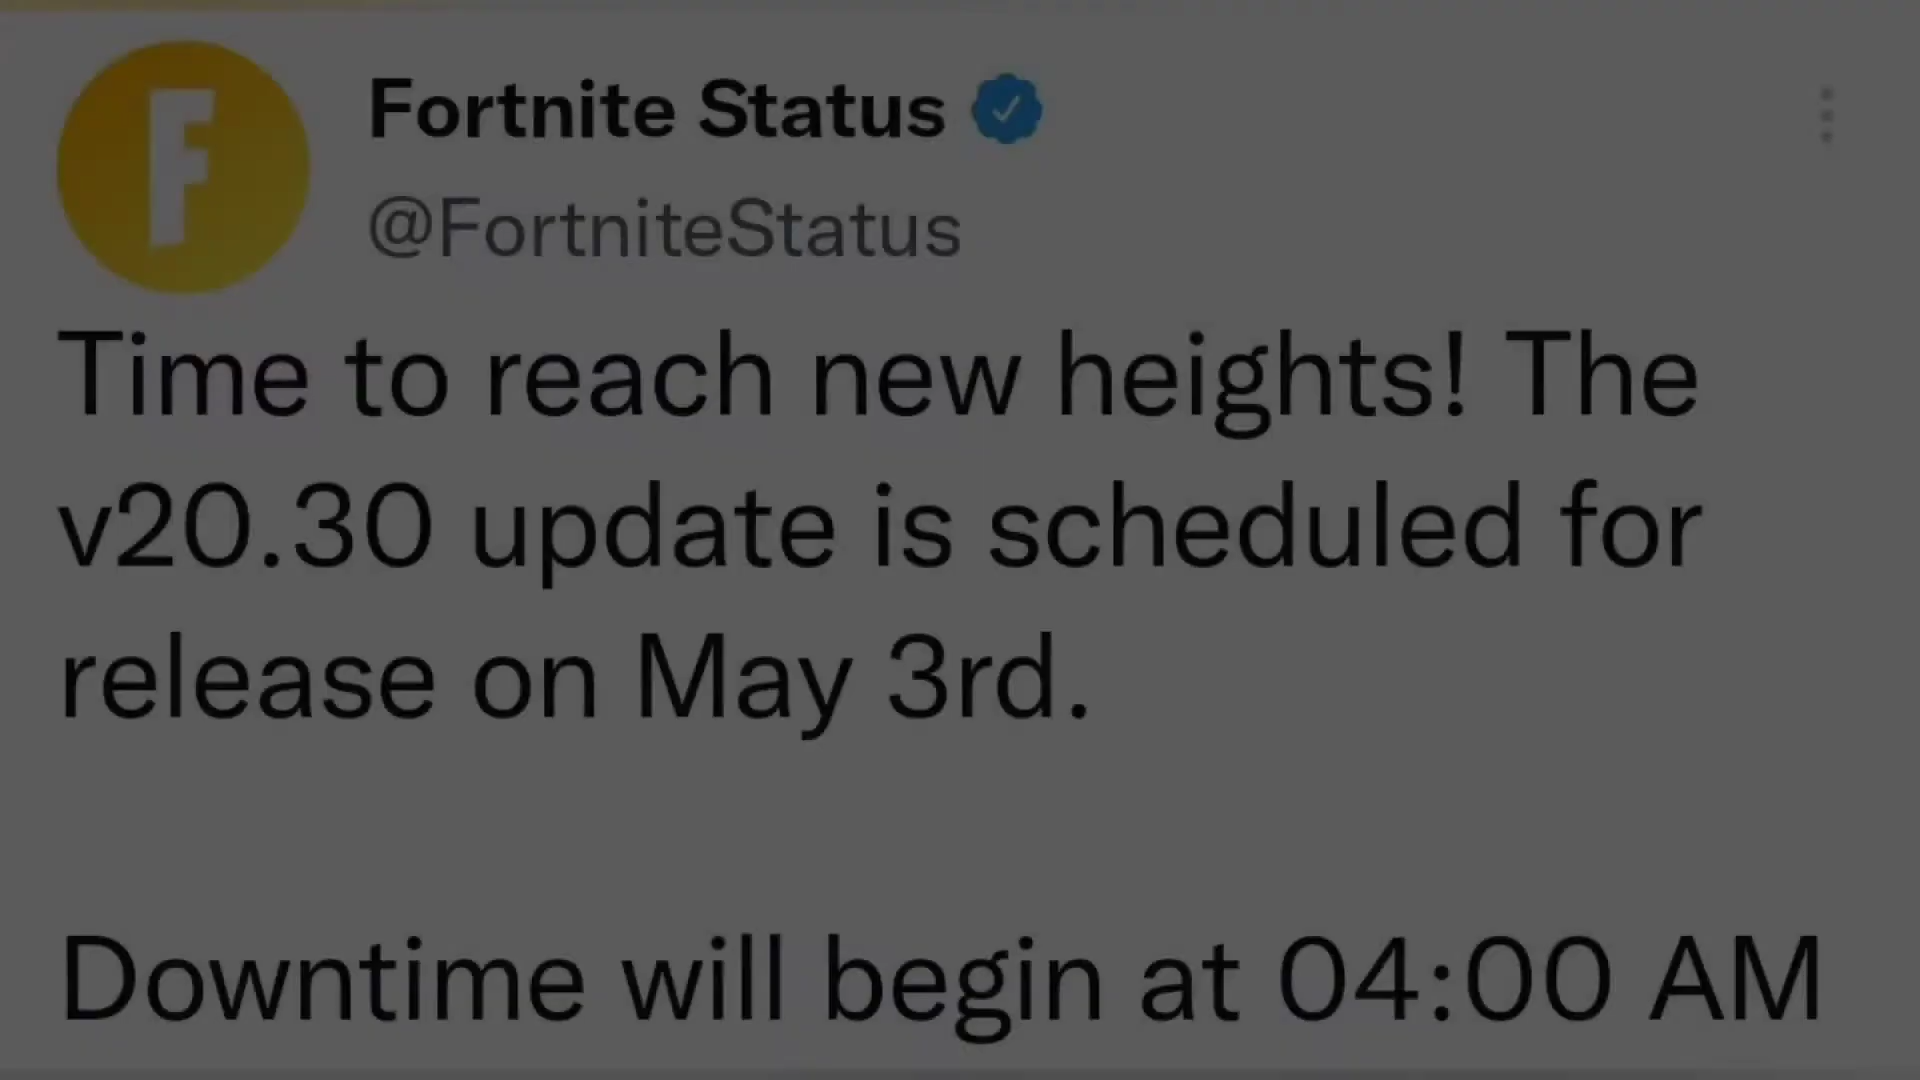 F
Fortnite Status
@FortniteStatus
Time to reach new heights! The
v20.30 update is scheduled for
release on May 3rd.
Downtime will begin at 04:00 AM